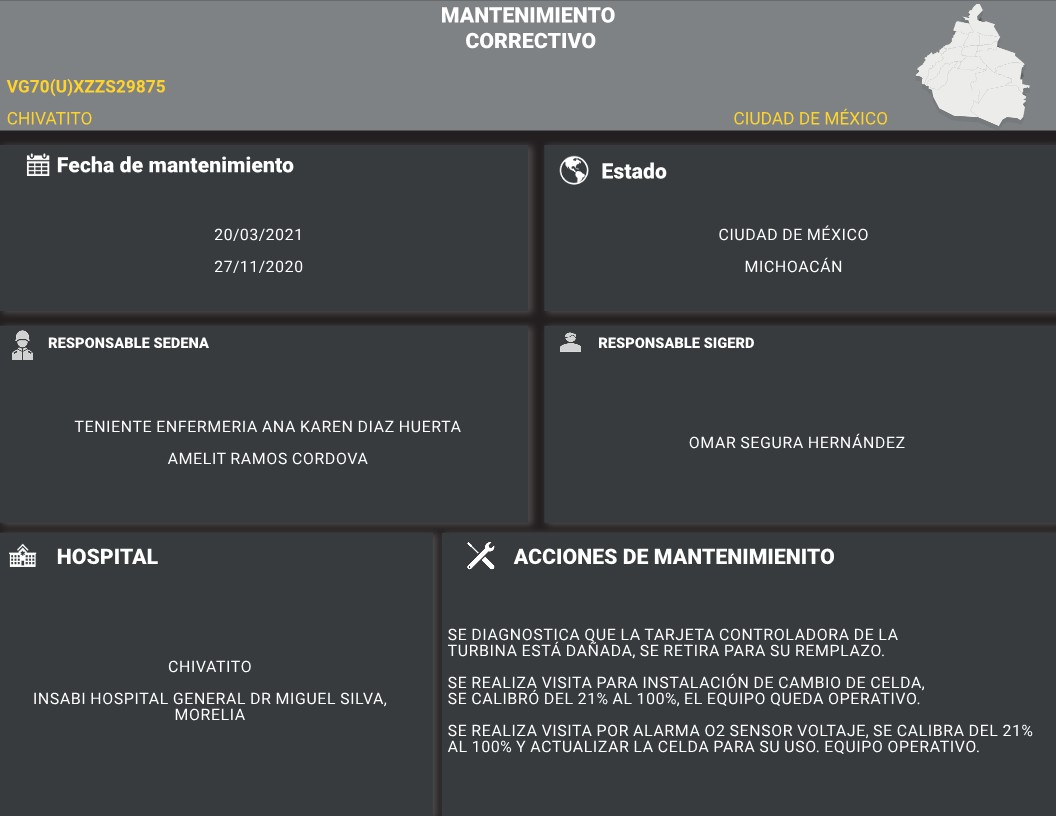 MANTENIMIENTO
CORRECTIVO
VG70(U)XZZS29875
CHIVATITO
CIUDAD DE MÉXICO
Fecha de mantenimiento
20/03/2021
27/11/2020
Estado
CIUDAD DE MÉXICO
MICHOACÁN
RESPONSABLE SEDENA
TENIENTE ENFERMERIA ANA KAREN DIAZ HUERTA
AMELIT RAMOS CORDOVA
RESPONSABLE SIGERD
OMAR SEGURA HERNÁNDEZ
HOSPITAL
CHIVATITO
INSABI HOSPITAL GENERAL DR MIGUEL SILVA,
MORELIA
ACCIONES DE MANTENIMIENITO
SE DIAGNOSTICA QUE LA TARJETA CONTROLADORA DE LA
TURBINA ESTÁ DAÑADA, SE RETIRA PARA SU REMPLAZO.
SE REALIZA VISITA PARA INSTALACIÓN DE CAMBIO DE CELDA,
SE CALIBRÓ DEL 21% AL 100%, EL EQUIPO QUEDA OPERATIVO.
SE REALIZA VISITA POR ALARMA O2 SENSOR VOLTAJE, SE CALIBRA DEL 21%
AL 100% Y ACTUALIZAR LA CELDA PARA SU USO. EQUIPO OPERATIVO.